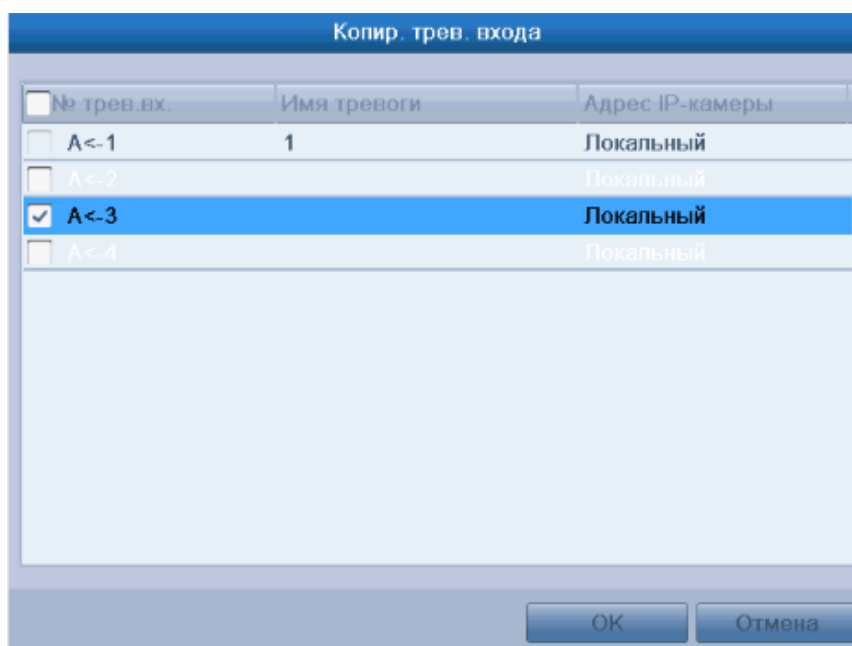 Копир. трев. входа
№ трев.вх. Имя тревоги Адрес IP-камеры
A<-1 1 Локальный
A<-2 Локальный
A<-3 Локальный
A<-4 Локальный
OK Отмена